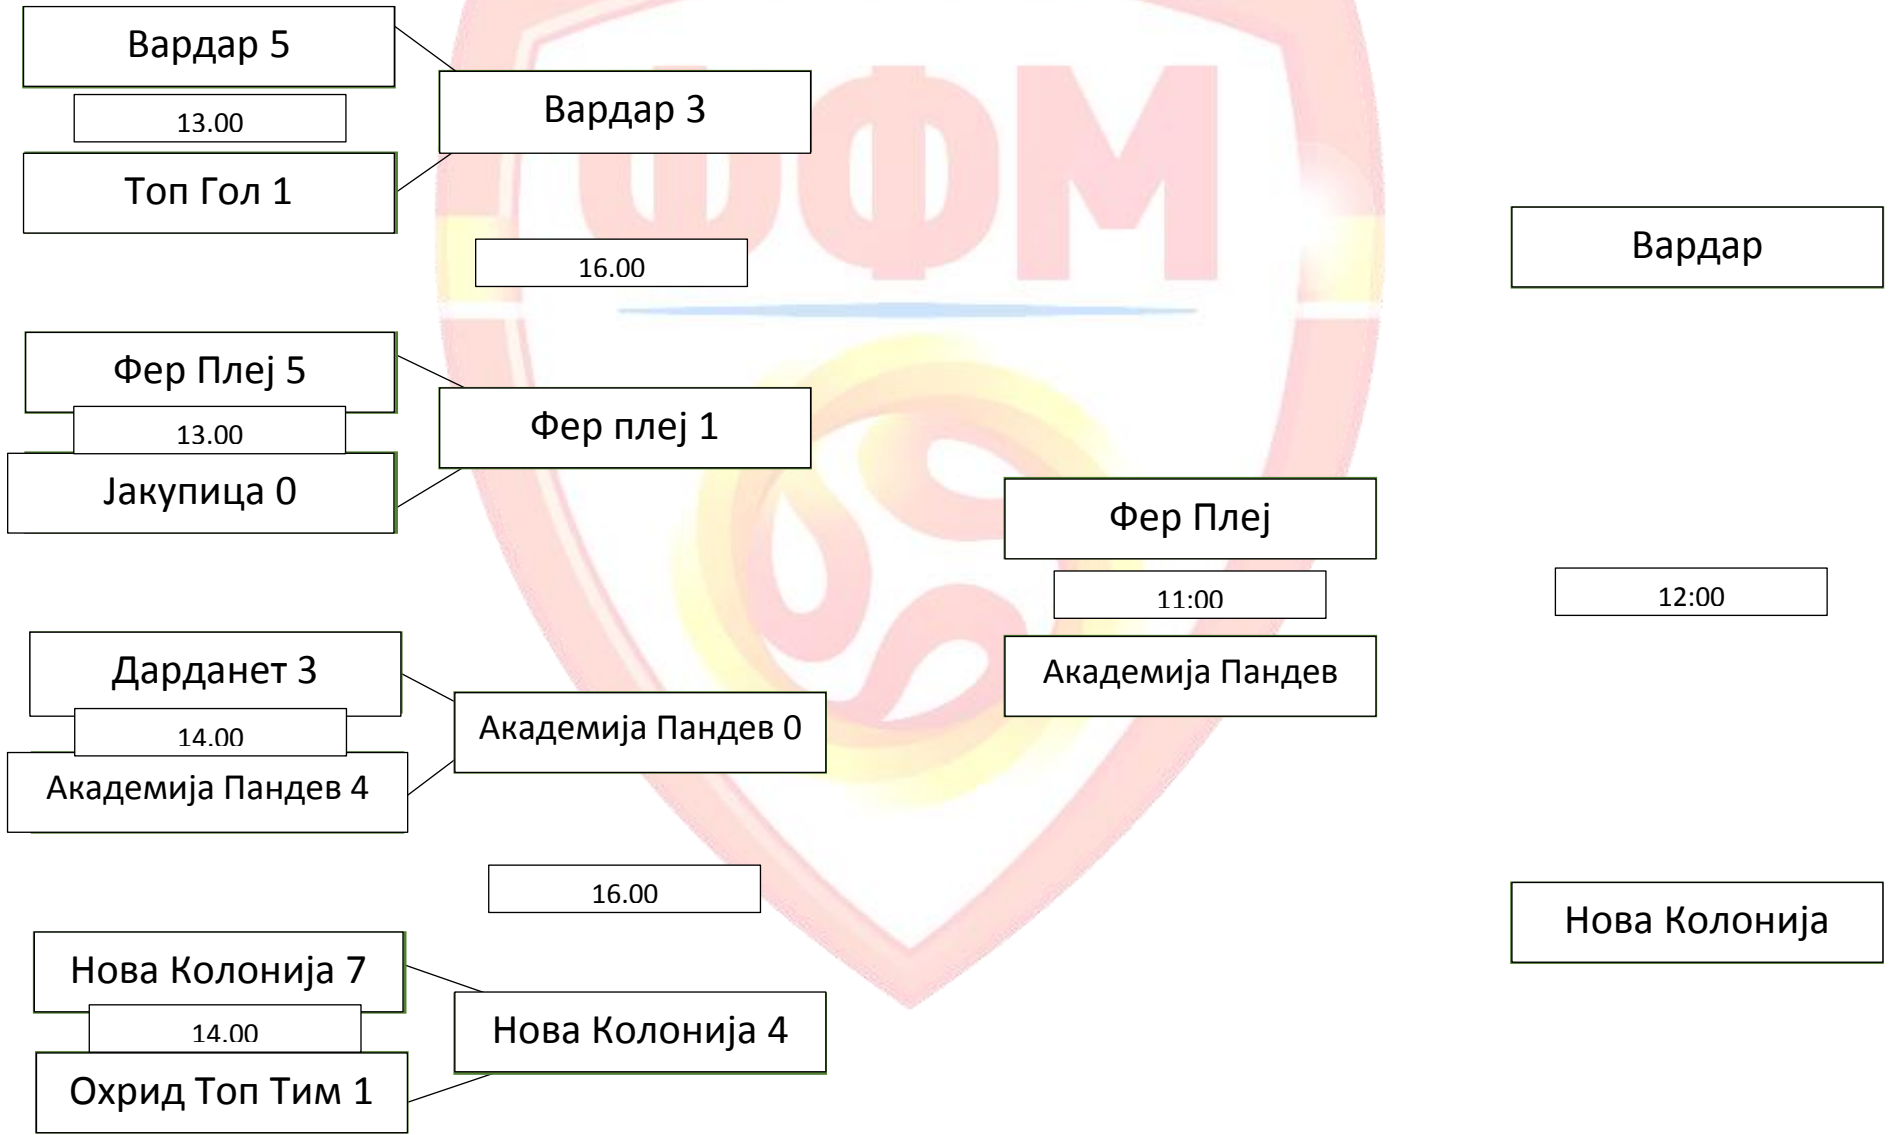 Вардар 5
13.00
Топ Гол 1
Вардар 3
16.00
Фер Плеј 5
13.00
Јакупица 0
Фер плеј 1
Дарданет 3
14.00
Академија Пандев 4
Академија Пандев 0
16.00
Нова Колонија 7
14.00
Охрид Топ Тим 1
Нова Колонија 4
Фер Плеј
11:00
Академија Пандев
Вардар
12:00
Нова Колонија
ФФМ